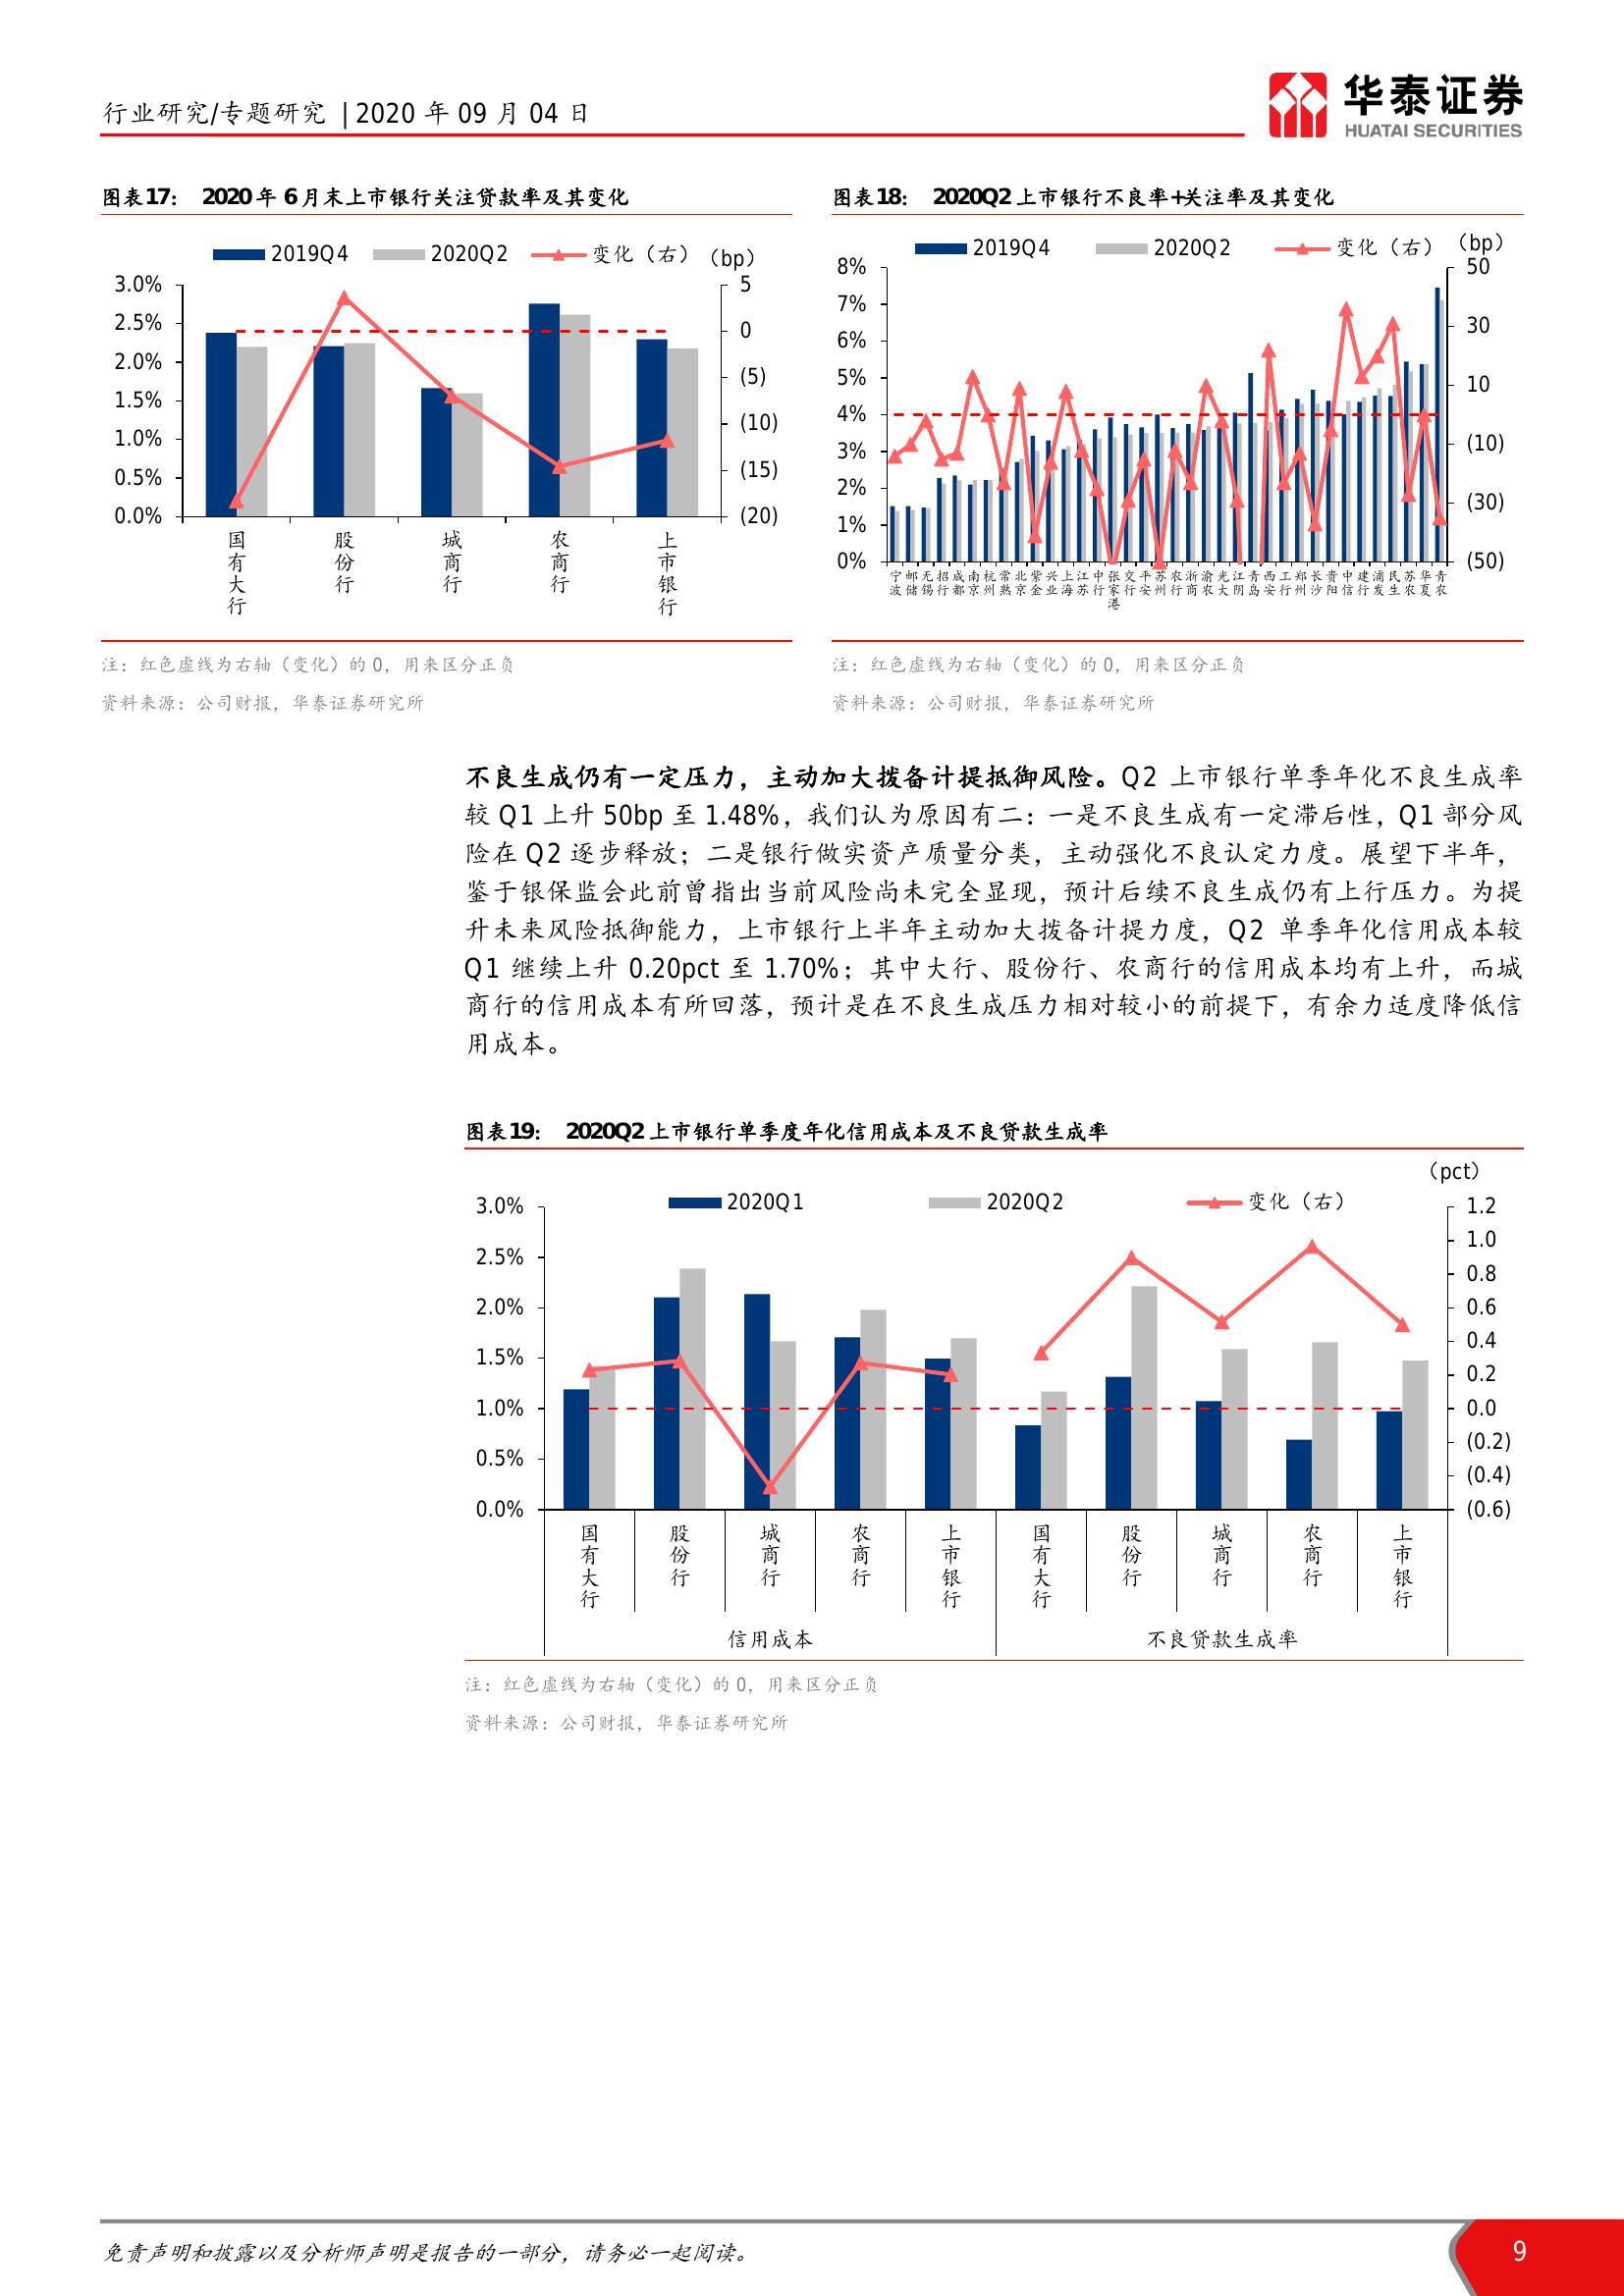 行业研究/专题研究 | 2020 年 09 月 04 日
华泰证券
HUATAI SECURITIES
图表17： 2020 年 6 月末上市银行关注贷款率及其变化
2019Q4 2020Q2 变化（右） （bp）
3.0%
2.5%
2.0%
1.5%
1.0%
0.5%
0.0%
5
0
(5)
(10)
(15)
(20)
国有大行 股份行 城商行 农商行 上市银行
注：红色虚线为右轴（变化）的 0，用来区分正负
资料来源：公司财报，华泰证券研究所
图表18： 2020Q2 上市银行不良率+关注率及其变化
2019Q4 2020Q2 变化（右） （bp）
8%
7%
6%
5%
4%
3%
2%
1%
0%
50
30
10
(10)
(30)
(50)
宁波 邮储 无锡 招行 成都 南京 杭州 常熟 北京 紫金 兴业 上海 江苏 中行 张家港 交行 平安 苏州 农行 浙商 渝农 光大 江阴 青岛 西安 工行 郑州 长沙 贵阳 中信 建行 浦发 民生 苏农 华夏 青农
注：红色虚线为右轴（变化）的 0，用来区分正负
资料来源：公司财报，华泰证券研究所
不良生成仍有一定压力，主动加大拨备计提抵御风险。Q2 上市银行单季年化不良生成率
较 Q1 上升 50bp 至 1.48%，我们认为原因有二：一是不良生成有一定滞后性，Q1 部分风
险在 Q2 逐步释放；二是银行做实资产质量分类，主动强化不良认定力度。展望下半年，
鉴于银保监会此前曾指出当前风险尚未完全显现，预计后续不良生成仍有上行压力。为提
升未来风险抵御能力，上市银行上半年主动加大拨备计提力度，Q2 单季年化信用成本较
Q1 继续上升 0.20pct 至 1.70%；其中大行、股份行、农商行的信用成本均有上升，而城
商行的信用成本有所回落，预计是在不良生成压力相对较小的前提下，有余力适度降低信
用成本。
图表19： 2020Q2 上市银行单季度年化信用成本及不良贷款生成率
（pct）
2020Q1 2020Q2 变化（右）
3.0%
2.5%
2.0%
1.5%
1.0%
0.5%
0.0%
1.2
1.0
0.8
0.6
0.4
0.2
0.0
(0.2)
(0.4)
(0.6)
国有大行 股份行 城商行 农商行 上市银行 国有大行 股份行 城商行 农商行 上市银行
信用成本 不良贷款生成率
注：红色虚线为右轴（变化）的 0，用来区分正负
资料来源：公司财报，华泰证券研究所
免责声明和披露以及分析师声明是报告的一部分，请务必一起阅读。
9